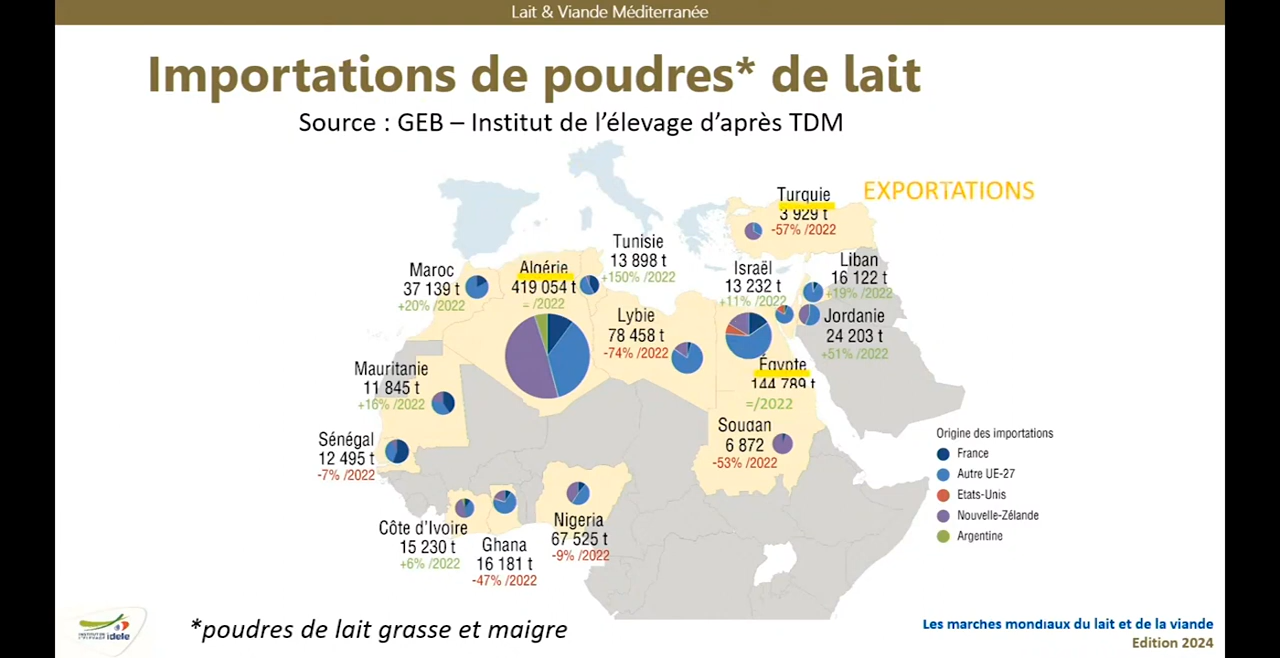 Lait & Viande Méditerranée
Importations de poudres* de lait
Source : GEB – Institut de l'élevage d'après TDM
EXPORTATIONS
Turquie
3 929 t
-57% /2022
Tunisie
13 898 t
+150% /2022
Maroc
37 139 t
+20% /2022
Algérie
419 054 t
= /2022
Israël
13 232 t
+11% /2022
Liban
16 122 t
+19% /2022
Lybie
78 458 t
-74% /2022
Jordanie
24 203 t
+51% /2022
Mauritanie
11 845 t
+16% /2022
Égypte
144 789 t
=/2022
Sénégal
12 495 t
-7% /2022
Soudan
6 872
-53% /2022
Côte d'Ivoire
15 230 t
+6% /2022
Ghana
16 181 t
-47% /2022
Nigeria
67 525 t
-9% /2022
Origine des importations
France
Autre UE-27
Etats-Unis
Nouvelle-Zélande
Argentine
INSTITUT DE
L'ÉLEVAGE idele
*poudres de lait grasse et maigre
Les marches mondiaux du lait et de la viande
Edition 2024